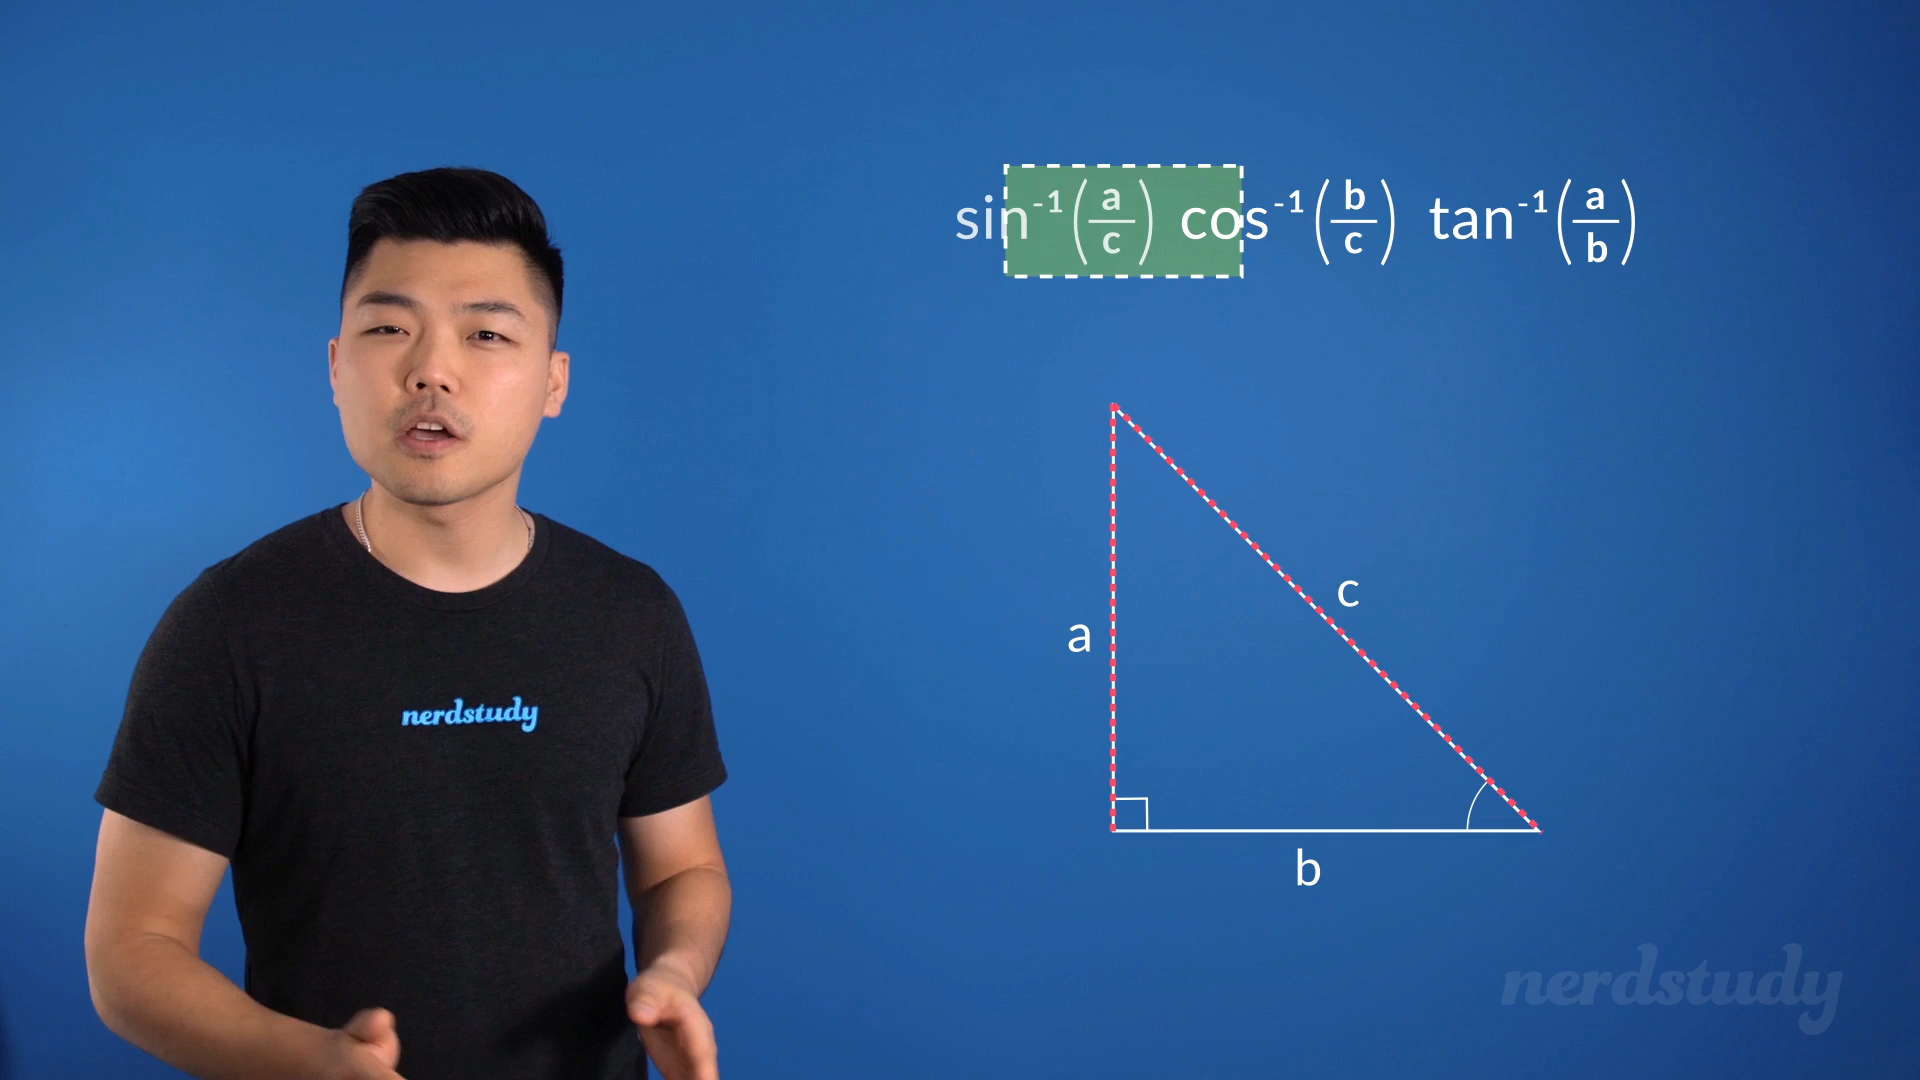 sin⁻¹(a/c) cos⁻¹(b/c) tan⁻¹(a/b)
c
a
nerdstudy
b
nerdstudy